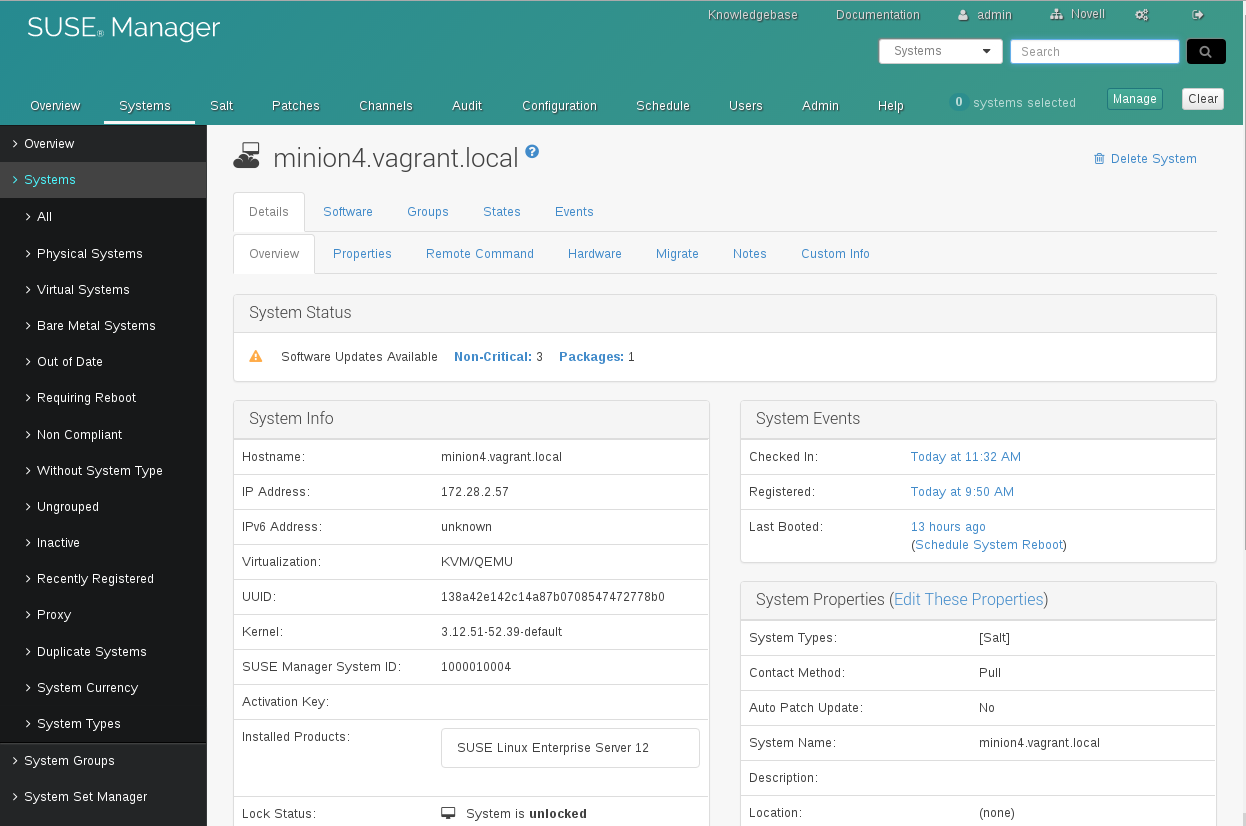 SUSE® Manager
Knowledgebase Documentation admin Novell
Systems Search
Overview Systems Salt Patches Channels Audit Configuration Schedule Users Admin Help 0 systems selected Manage Clear
Overview
Systems
All
Physical Systems
Virtual Systems
Bare Metal Systems
Out of Date
Requiring Reboot
Non Compliant
Without System Type
Ungrouped
Inactive
Recently Registered
Proxy
Duplicate Systems
System Currency
System Types
System Groups
System Set Manager
minion4.vagrant.local ?
Delete System
Details Software Groups States Events
Overview Properties Remote Command Hardware Migrate Notes Custom Info
System Status
Software Updates Available Non-Critical: 3 Packages: 1
System Info
Hostname: minion4.vagrant.local
IP Address: 172.28.2.57
IPv6 Address: unknown
Virtualization: KVM/QEMU
UUID: 138a42e142c14a87b0708547472778b0
Kernel: 3.12.51-52.39-default
SUSE Manager System ID: 1000010004
Activation Key:
Installed Products: SUSE Linux Enterprise Server 12
Lock Status: System is unlocked
System Events
Checked In: Today at 11:32 AM
Registered: Today at 9:50 AM
Last Booted: 13 hours ago
(Schedule System Reboot)
System Properties (Edit These Properties)
System Types: [Salt]
Contact Method: Pull
Auto Patch Update: No
System Name: minion4.vagrant.local
Description:
Location: (none)